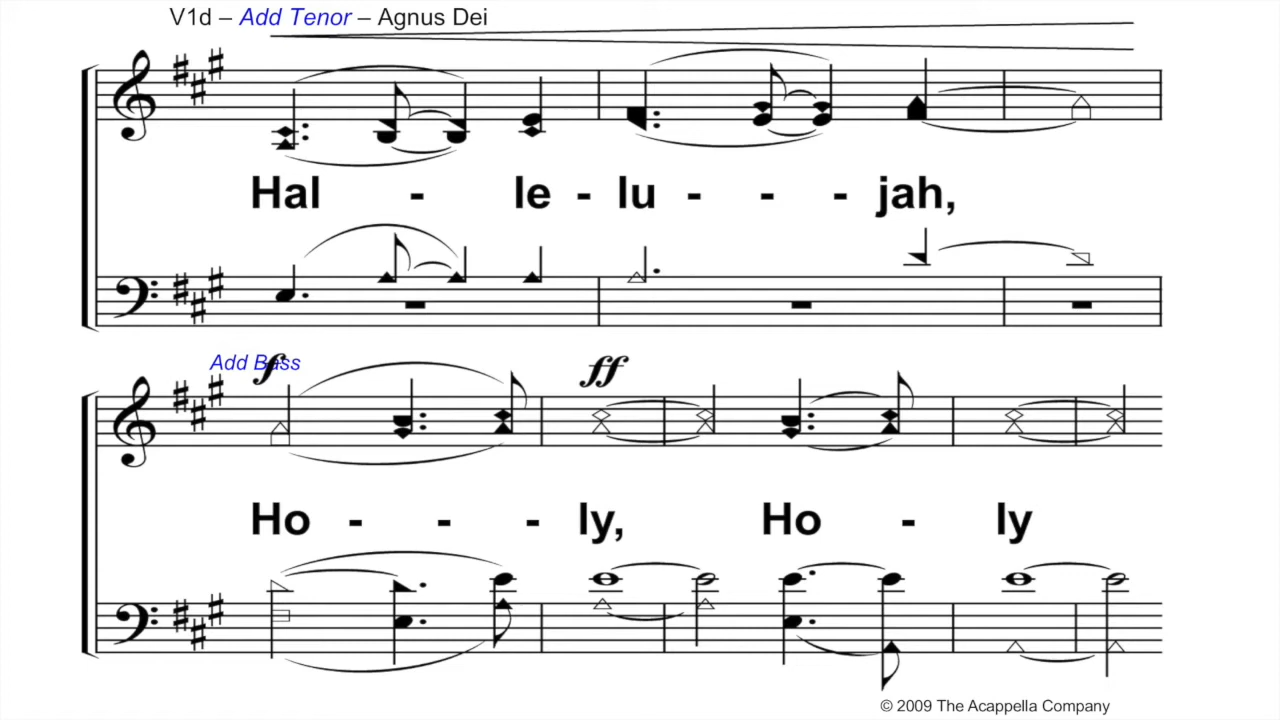 V1d – Add Tenor – Agnus Dei
Hal - le - lu - - - jah,
Add Bass
f ff
Ho - - - ly, Ho - ly
© 2009 The Acappella Company